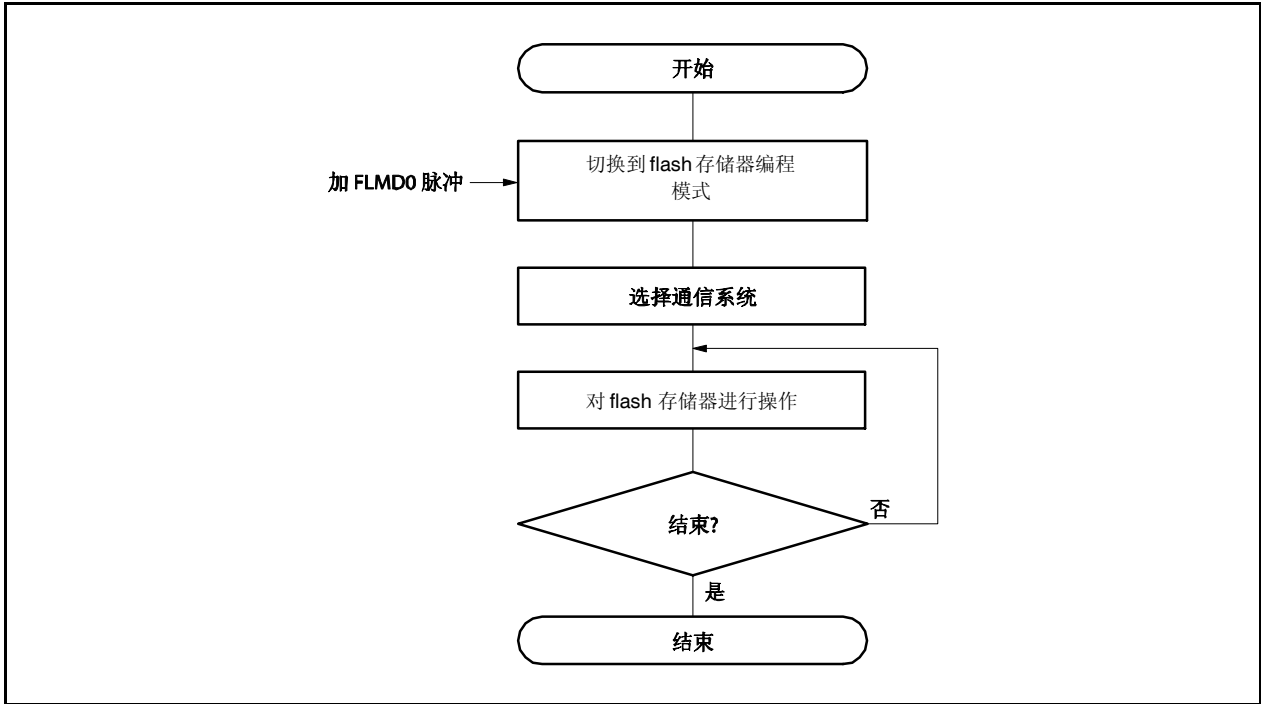 开始
切换到 flash 存储器编程
模式
加 FLMD0 脉冲
选择通信系统
对 flash 存储器进行操作
结束?
否
是
结束